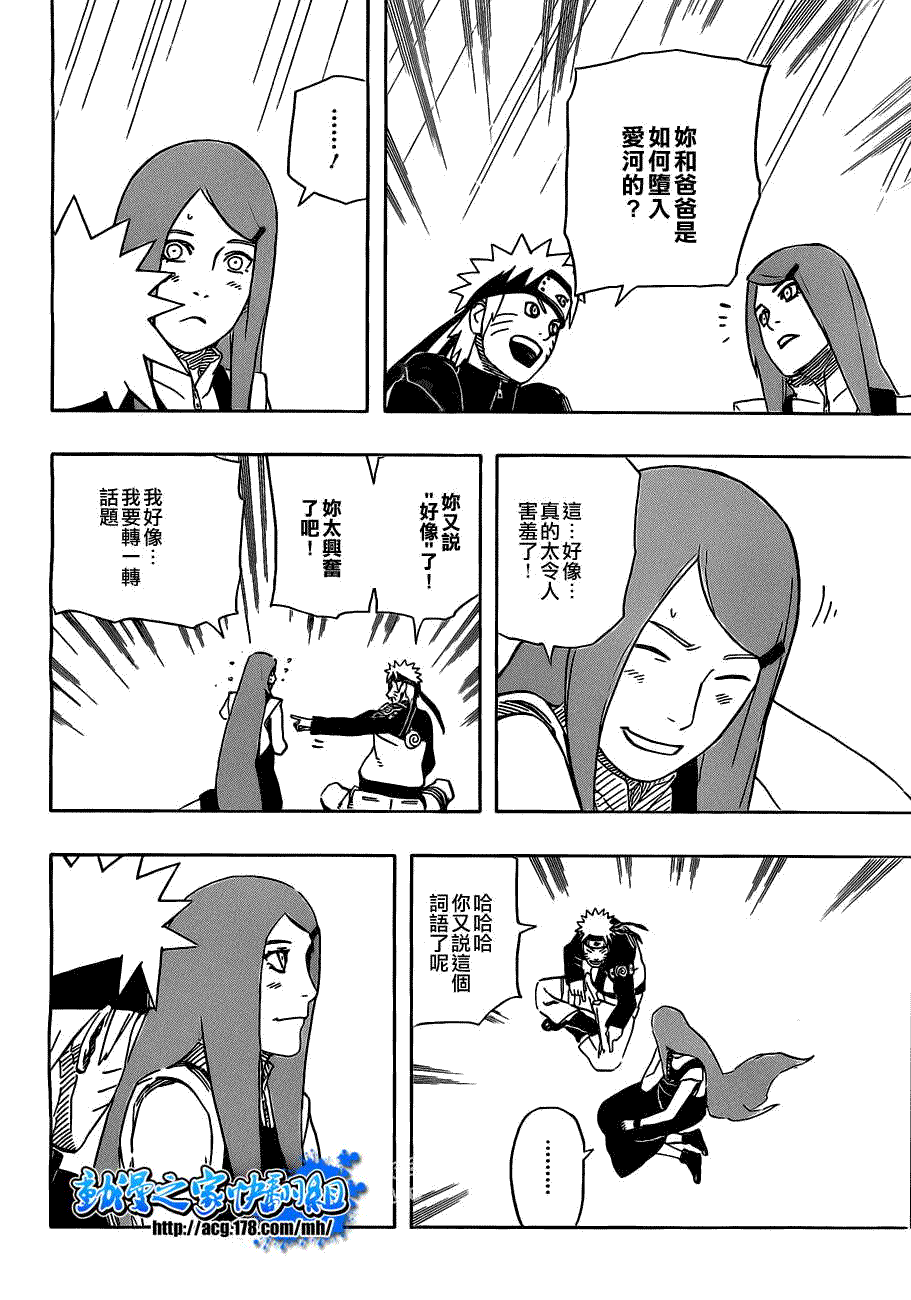 妳和爸爸是
如何墮入
愛河的？
……！
這…好像…
真的太令人
害羞了！
妳又説
"好像"了！
妳太興奮
了吧！
我好像…
我要轉一轉
話題
哈哈哈
你又説這個
詞語了呢
………
動漫之家快翻組
http://acg.178.com/mh/